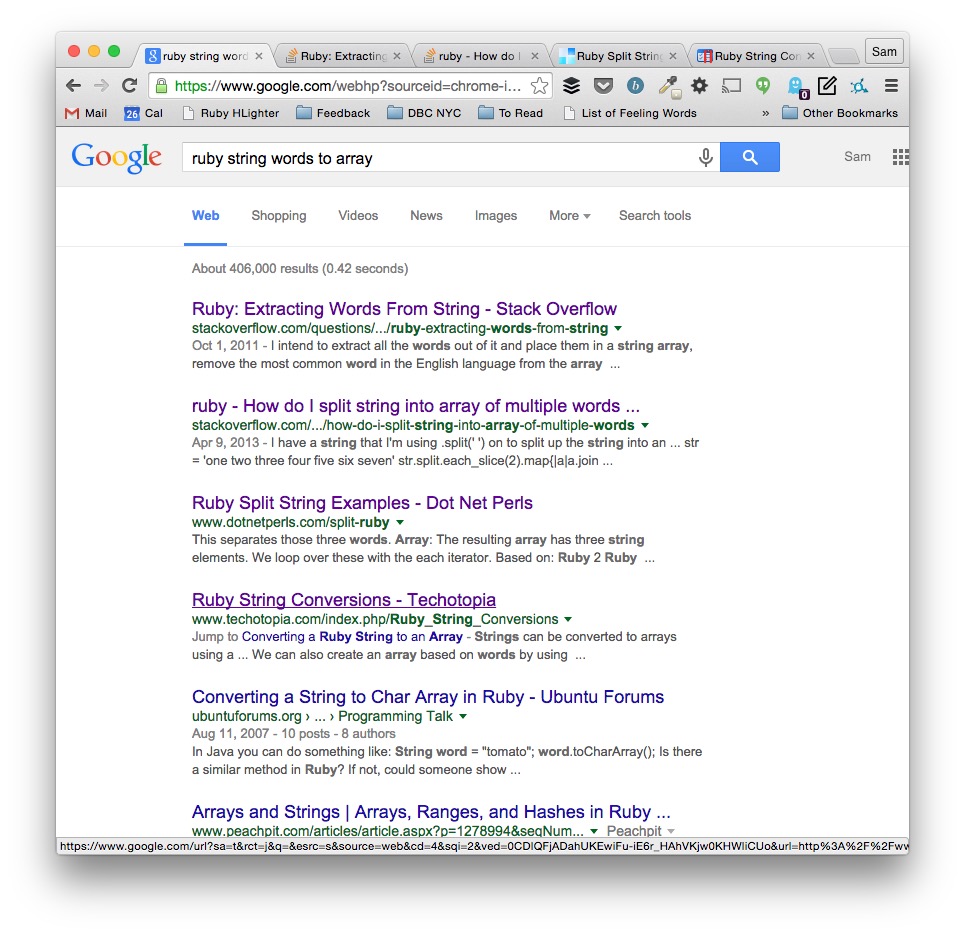 ruby string word
Ruby: Extracting
ruby - How do I
Ruby Split String
Ruby String Con
Sam
https://www.google.com/webhp?sourceid=chrome-i...
0
Mail
26 Cal
Ruby HLighter
Feedback
DBC NYC
To Read
List of Feeling Words
»
Other Bookmarks
Google
ruby string words to array
Sam
Web
Shopping
Videos
News
Images
More
Search tools
About 406,000 results (0.42 seconds)
Ruby: Extracting Words From String - Stack Overflow
stackoverflow.com/questions/.../ruby-extracting-words-from-string
Oct 1, 2011 - I intend to extract all the words out of it and place them in a string array,
remove the most common word in the English language from the array ...
ruby - How do I split string into array of multiple words ...
stackoverflow.com/.../how-do-i-split-string-into-array-of-multiple-words
Apr 9, 2013 - I have a string that I'm using .split(' ') on to split up the string into an ... str
= 'one two three four five six seven' str.split.each_slice(2).map{|a|a.join ...
Ruby Split String Examples - Dot Net Perls
www.dotnetperls.com/split-ruby
This separates those three words. Array: The resulting array has three string
elements. We loop over these with the each iterator. Based on: Ruby 2 Ruby ...
Ruby String Conversions - Techotopia
www.techotopia.com/index.php/Ruby_String_Conversions
Jump to Converting a Ruby String to an Array - Strings can be converted to arrays
using a ... We can also create an array based on words by using ...
Converting a String to Char Array in Ruby - Ubuntu Forums
ubuntuforums.org › ... › Programming Talk
Aug 11, 2007 - 10 posts - 8 authors
In Java you can do something like: String word = "tomato"; word.toCharArray(); Is there
a similar method in Ruby? If not, could someone show ...
Arrays and Strings | Arrays, Ranges, and Hashes in Ruby ...
www.peachpit.com/articles/article.aspx?p=1278994&seqNum... Peachpit
https://www.google.com/url?sa=t&rct=j&q=&esrc=s&source=web&cd=4&sqi=2&ved=0CDIQFjADahUKEwiFu-iE6r_HAhVKjw0KHWliCUo&url=http%3A%2F%2Fww